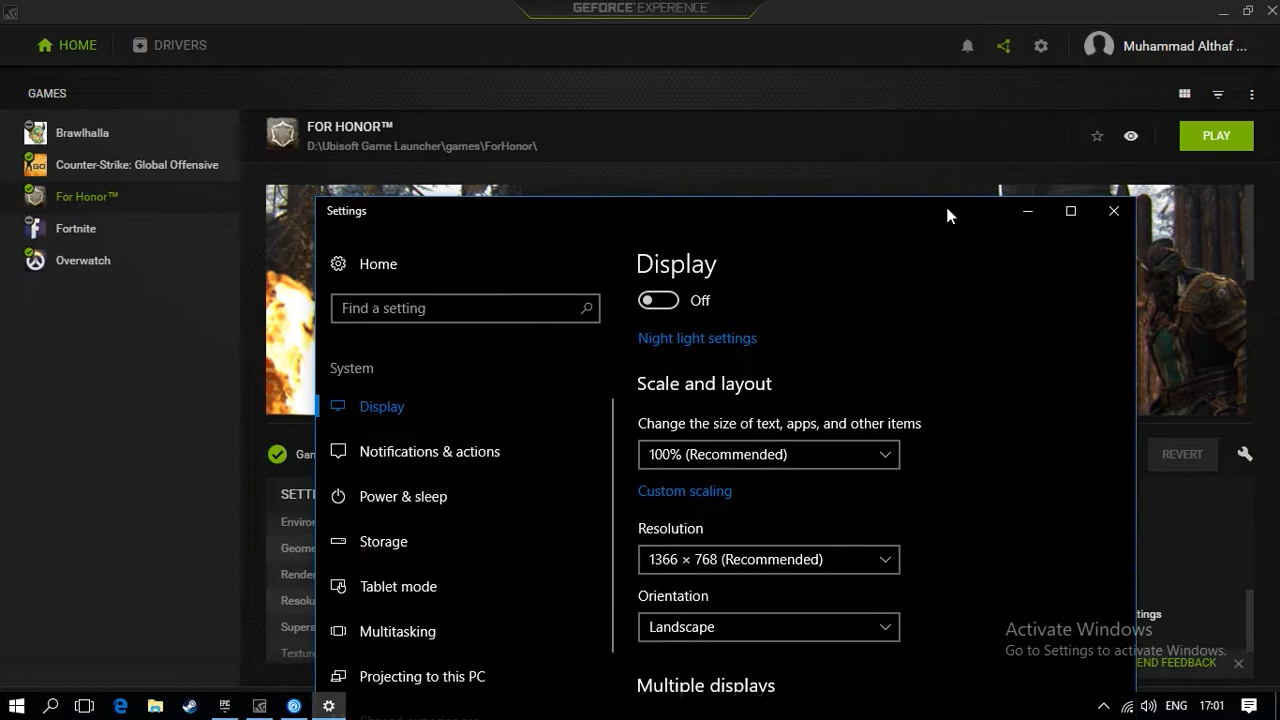 GEFORCE EXPERIENCE
HOME
DRIVERS
Muhammad Althaf ...
GAMES
Brawlhalla
Counter-Strike: Global Offensive
For Honor™
Fortnite
Overwatch
FOR HONOR™
D:\Ubisoft Game Launcher\games\ForHonor\
PLAY
Settings
Home
Find a setting
System
Display
Notifications & actions
Power & sleep
Storage
Tablet mode
Multitasking
Projecting to this PC
Shared experiences
Display
Off
Night light settings
Scale and layout
Change the size of text, apps, and other items
100% (Recommended)
Custom scaling
Resolution
1366 × 768 (Recommended)
Orientation
Landscape
Multiple displays
REVERT
Activate Windows
Go to Settings to activate Windows.
ENG
17:01